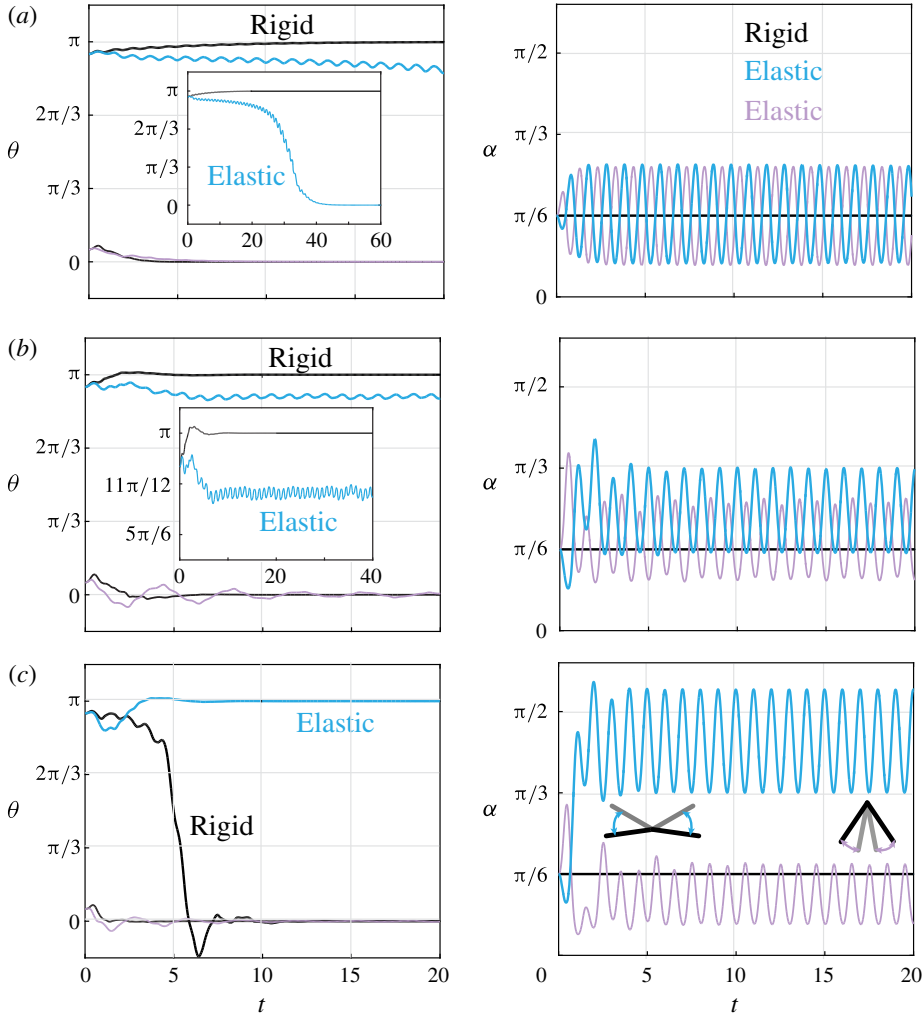 (a)
Rigid
π
2π/3
θ
π/3
0
π
2π/3
π/3
0
Elastic
0
20
40
60
Rigid
Elastic
Elastic
π/2
π/3
α
π/6
0
(b)
Rigid
π
2π/3
θ
π/3
0
π
11π/12
5π/6
Elastic
0
20
40
π/2
π/3
α
π/6
0
(c)
π
Elastic
2π/3
θ
Rigid
π/3
0
0
5
10
15
20
t
π/2
π/3
α
π/6
0
5
10
15
20
t